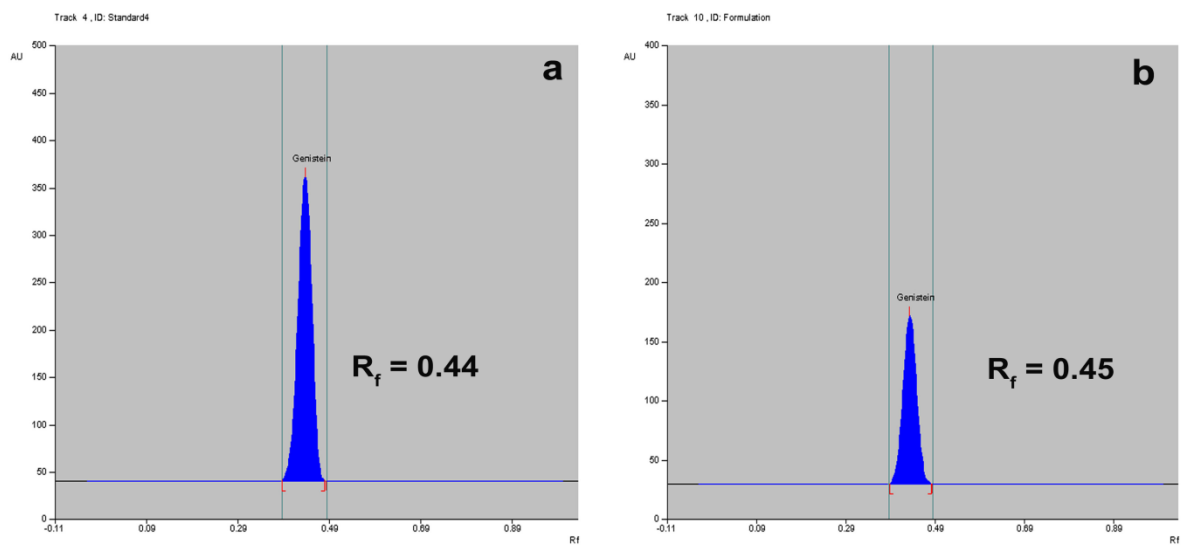 Track 4 , ID: Standard4
AU
500
450
400
350
300
250
200
150
100
50
0
-0.11 0.09 0.29 0.49 0.69 0.89
Rf
a
Genistein
Rf = 0.44
Track 10 , ID: Formulation
AU
400
350
300
250
200
150
100
50
0
-0.11 0.09 0.29 0.49 0.69 0.89
Rf
b
Genistein
Rf = 0.45